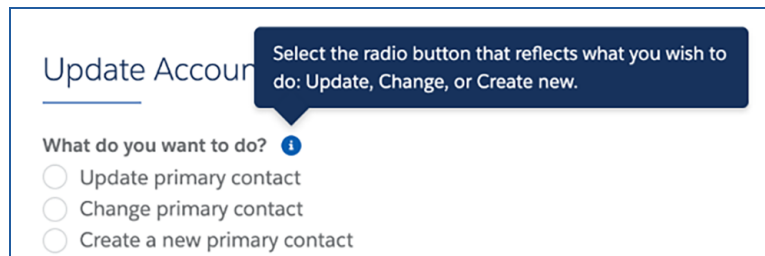 Select the radio button that reflects what you wish to
do: Update, Change, or Create new.
Update Accoun
What do you want to do?
Update primary contact
Change primary contact
Create a new primary contact